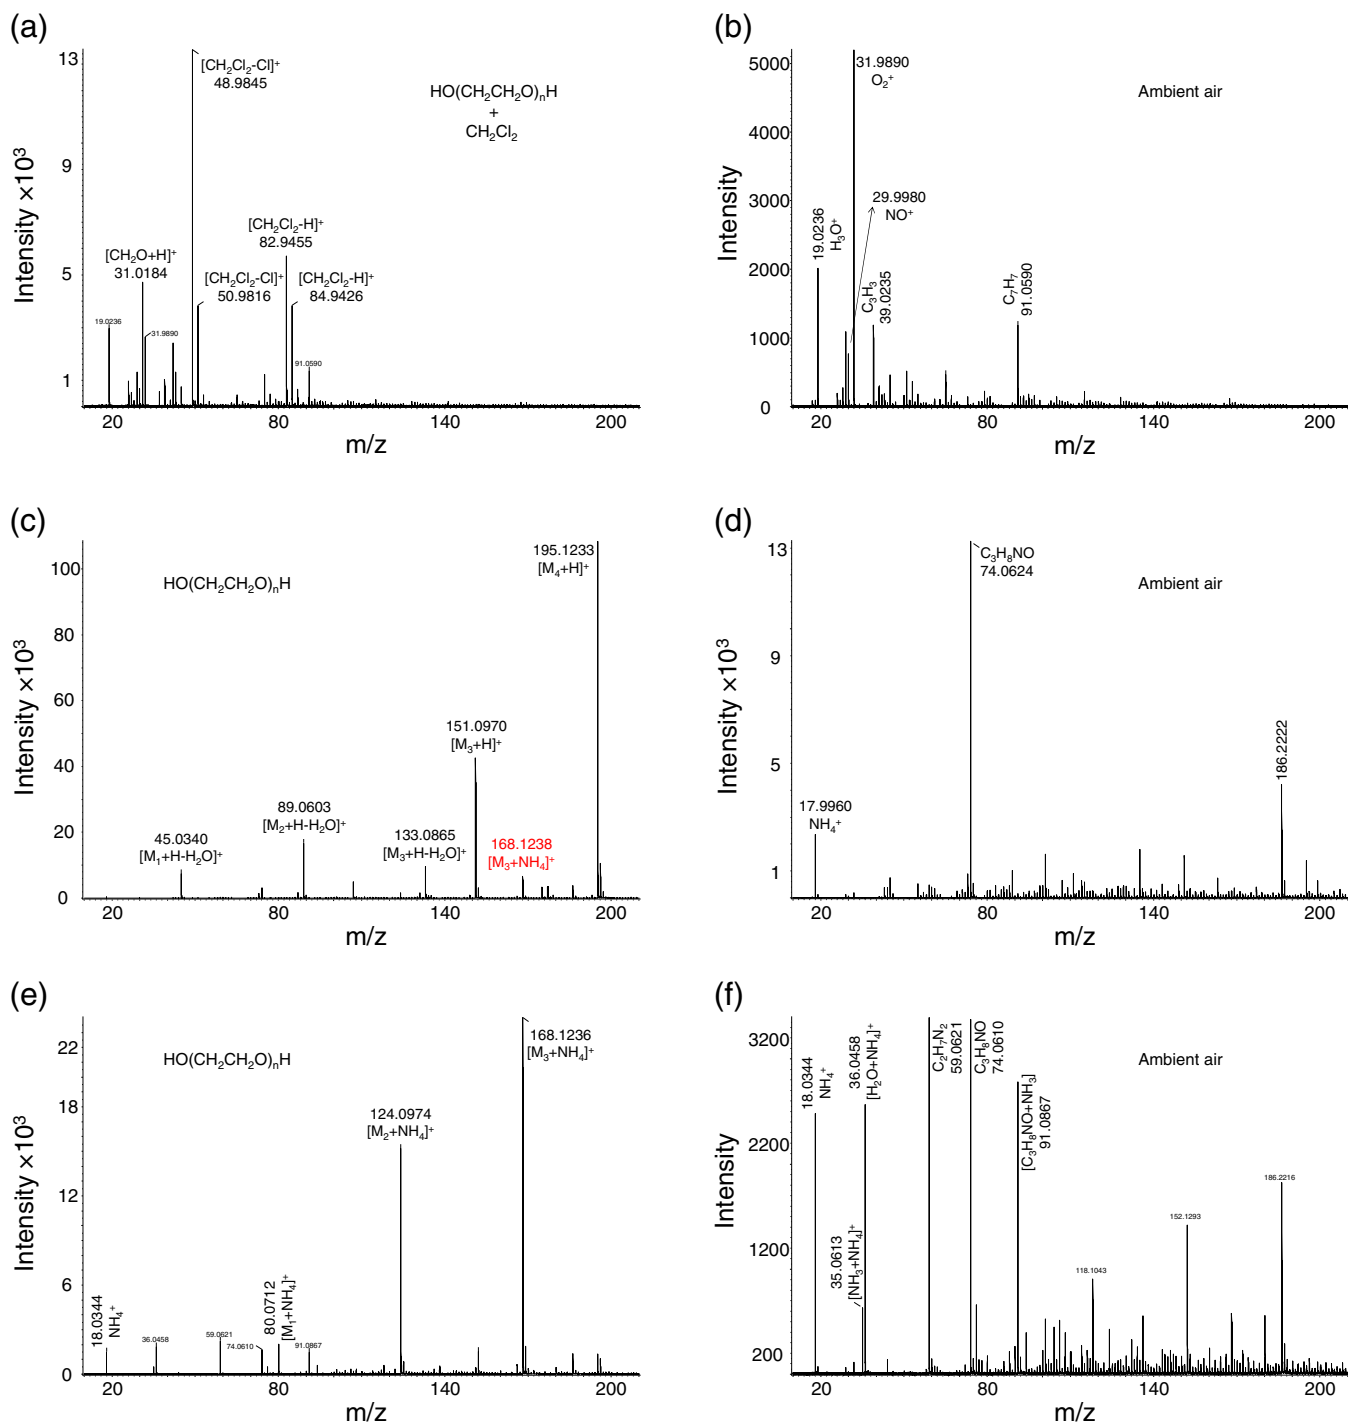 (a)
Intensity ×10³
13
9
5
1
[CH₂Cl₂-Cl]⁺
48.9845
HO(CH₂CH₂O)ₙH
+
CH₂Cl₂
[CH₂Cl₂-H]⁺
82.9455
[CH₂O+H]⁺
31.0184
[CH₂Cl₂-Cl]⁺
50.9816
[CH₂Cl₂-H]⁺
84.9426
19.0236
31.9890
91.0590
20
80
140
200
m/z
(b)
Intensity
5000
4000
3000
2000
1000
0
31.9890
O₂⁺
Ambient air
29.9980
NO⁺
19.0236
H₃O⁺
C₃H₃
39.0235
C₇H₇
91.0590
20
80
140
200
m/z
(c)
Intensity ×10³
100
80
60
40
20
0
HO(CH₂CH₂O)ₙH
195.1233
[M₄+H]⁺
151.0970
[M₃+H]⁺
89.0603
[M₂+H-H₂O]⁺
45.0340
[M₁+H-H₂O]⁺
133.0865
[M₃+H-H₂O]⁺
168.1238
[M₃+NH₄]⁺
20
80
140
200
m/z
(d)
Intensity ×10³
13
9
5
1
C₃H₈NO
74.0624
Ambient air
186.2222
17.9960
NH₄⁺
20
80
140
200
m/z
(e)
Intensity ×10³
22
18
12
6
0
HO(CH₂CH₂O)ₙH
168.1236
[M₃+NH₄]⁺
124.0974
[M₂+NH₄]⁺
18.0344
NH₄⁺
36.0458
59.0621
74.0610
80.0712
[M₁+NH₄]⁺
91.0867
20
80
140
200
m/z
(f)
Intensity
3200
2200
1200
200
18.0344
NH₄⁺
36.0458
[H₂O+NH₄]⁺
35.0613
[NH₃+NH₄]⁺
C₂H₇N₂
59.0621
C₃H₈NO
74.0610
[C₃H₈NO+NH₃]
91.0867
Ambient air
118.1043
152.1293
186.2216
20
80
140
200
m/z